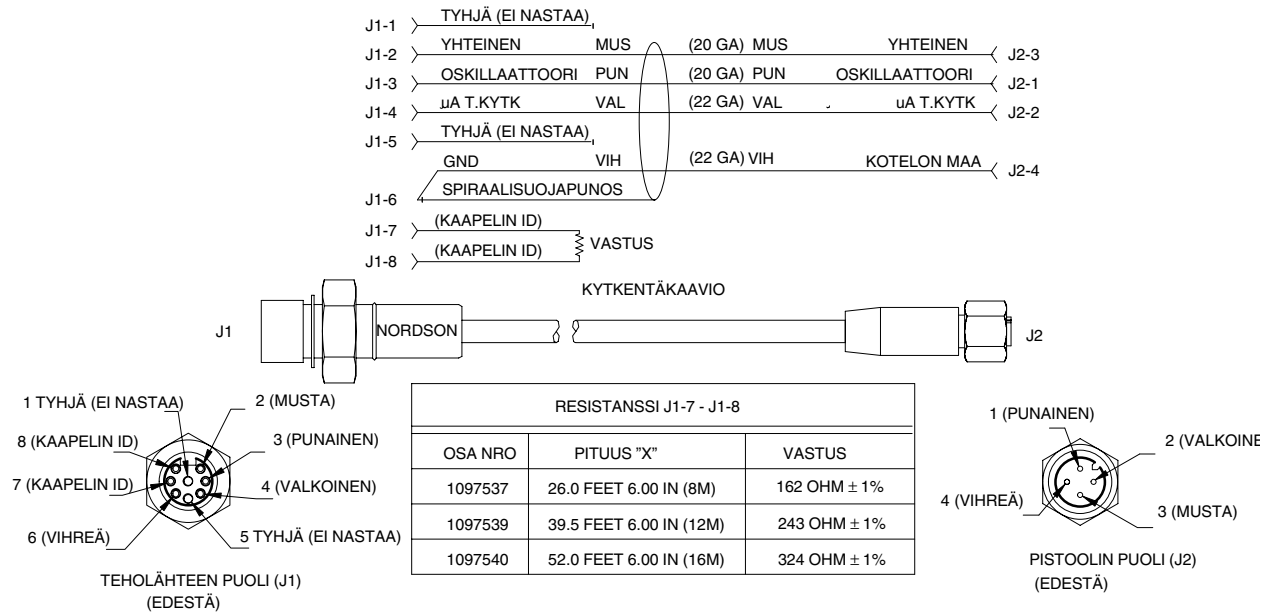 J1-1 TYHJÄ (EI NASTAA)
J1-2 YHTEINEN MUS (20 GA) MUS YHTEINEN J2-3
J1-3 OSKILLAATTOORI PUN (20 GA) PUN OSKILLAATTOORI J2-1
J1-4 uA T.KYTK VAL (22 GA) VAL uA T.KYTK J2-2
J1-5 TYHJÄ (EI NASTAA)
GND VIH (22 GA) VIH KOTELON MAA J2-4
J1-6 SPIRAALISUOJAPUNOS
J1-7 (KAAPELIN ID)
VASTUS
J1-8 (KAAPELIN ID)
KYTKENTÄKAAVIO
J1 NORDSON J2
1 TYHJÄ (EI NASTAA)
2 (MUSTA)
8 (KAAPELIN ID)
3 (PUNAINEN)
7 (KAAPELIN ID)
4 (VALKOINEN)
6 (VIHREÄ)
5 TYHJÄ (EI NASTAA)
TEHOLÄHTEEN PUOLI (J1)
(EDESTÄ)
RESISTANSSI J1-7 - J1-8
OSA NRO PITUUS ”X” VASTUS
1097537 26.0 FEET 6.00 IN (8M) 162 OHM ± 1%
1097539 39.5 FEET 6.00 IN (12M) 243 OHM ± 1%
1097540 52.0 FEET 6.00 IN (16M) 324 OHM ± 1%
1 (PUNAINEN)
2 (VALKOINE
4 (VIHREÄ)
3 (MUSTA)
PISTOOLIN PUOLI (J2)
(EDESTÄ)